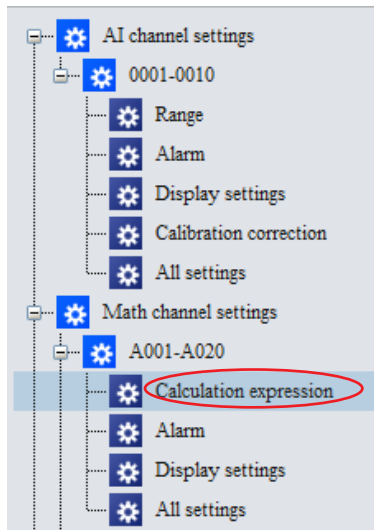 AI channel settings
0001-0010
Range
Alarm
Display settings
Calibration correction
All settings
Math channel settings
A001-A020
Calculation expression
Alarm
Display settings
All settings